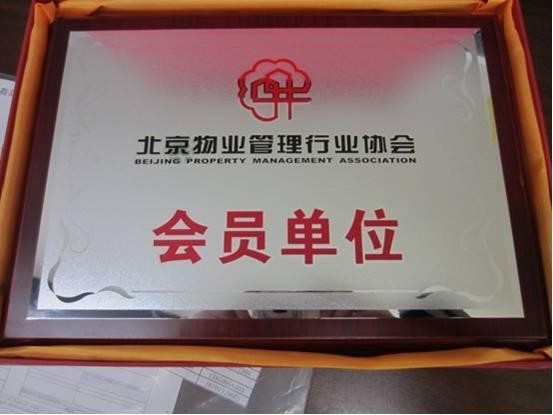 北京物业管理行业协会
BEIJING PROPERTY MANAGEMENT ASSOCIATION
会员单位